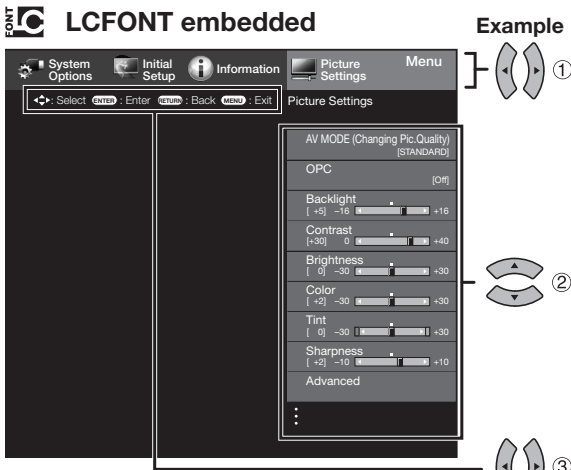 FONT LC LCFONT embedded
Example
System Options
Initial Setup
Information
Picture Settings
Menu
①
: Select ENTER : Enter RETURN : Back MENU : Exit
Picture Settings
AV MODE (Changing Pic.Quality)
[STANDARD]
OPC
[Off]
Backlight
[ +5] −16 +16
Contrast
[+30] 0 +40
Brightness
[ 0] −30 +30
Color
[ +2] −30 +30
Tint
[ 0] −30 +30
Sharpness
[ +2] −10 +10
Advanced
②
③